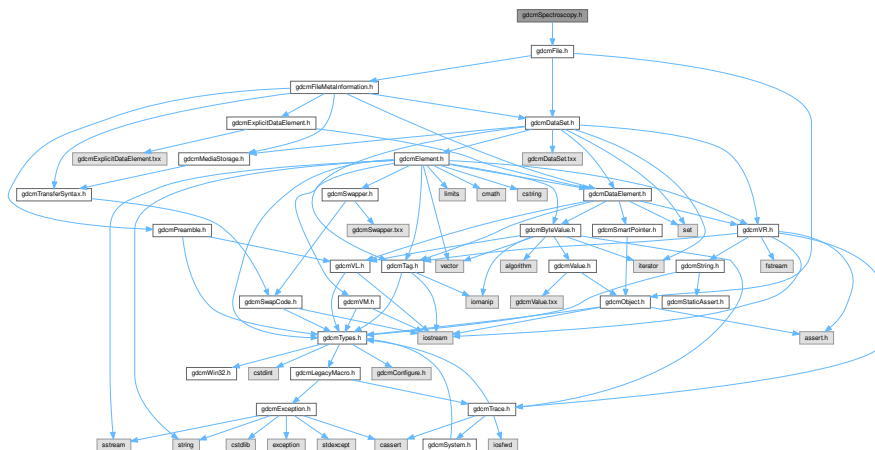 gdcmSpectroscopy.h
gdcmFile.h
gdcmFileMetaInformation.h
gdcmExplicitDataElement.h
gdcmDataSet.h
gdcmExplicitDataElement.txx
gdcmMediaStorage.h
gdcmElement.h
gdcmDataSet.txx
gdcmTransferSyntax.h
gdcmSwapper.h
limits
cmath
cstring
gdcmDataElement.h
gdcmPreamble.h
gdcmSwapper.txx
gdcmByteValue.h
gdcmSmartPointer.h
set
gdcmVR.h
gdcmVL.h
gdcmTag.h
vector
algorithm
gdcmValue.h
iterator
gdcmString.h
fstream
gdcmSwapCode.h
gdcmVM.h
iomanip
gdcmValue.txx
gdcmObject.h
gdcmStaticAssert.h
gdcmTypes.h
iostream
assert.h
gdcmWin32.h
cstdint
gdcmLegacyMacro.h
gdcmConfigure.h
gdcmException.h
gdcmTrace.h
sstream
string
cstdlib
exception
stdexcept
cassert
gdcmSystem.h
iosfwd